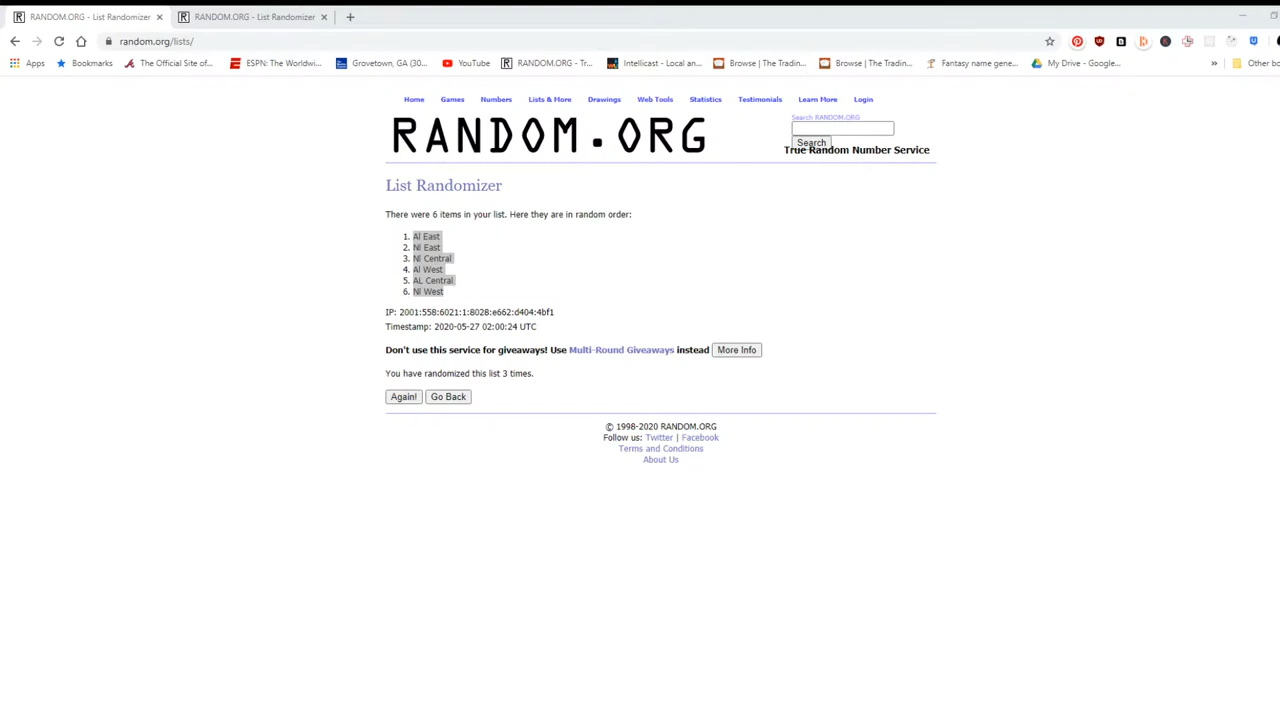 RANDOM.ORG - List Randomizer RANDOM.ORG - List Randomizer
random.org/lists/
Apps Bookmarks The Official Site of... ESPN: The Worldwi... Grovetown, GA (30... YouTube RANDOM.ORG - Tr... Intellicast - Local an... Browse | The Tradin... Browse | The Tradin... Fantasy name gene... My Drive - Google... » Other bo
Home Games Numbers Lists & More Drawings Web Tools Statistics Testimonials Learn More Login
Search RANDOM.ORG
RANDOM.ORG
Search
True Random Number Service
List Randomizer
There were 6 items in your list. Here they are in random order:
1. Al East
2. Nl East
3. Nl Central
4. Al West
5. AL Central
6. Nl West
IP: 2001:558:6021:1:8028:e662:d404:4bf1
Timestamp: 2020-05-27 02:00:24 UTC
Don't use this service for giveaways! Use Multi-Round Giveaways instead More Info
You have randomized this list 3 times.
Again! Go Back
© 1998-2020 RANDOM.ORG
Follow us: Twitter | Facebook
Terms and Conditions
About Us